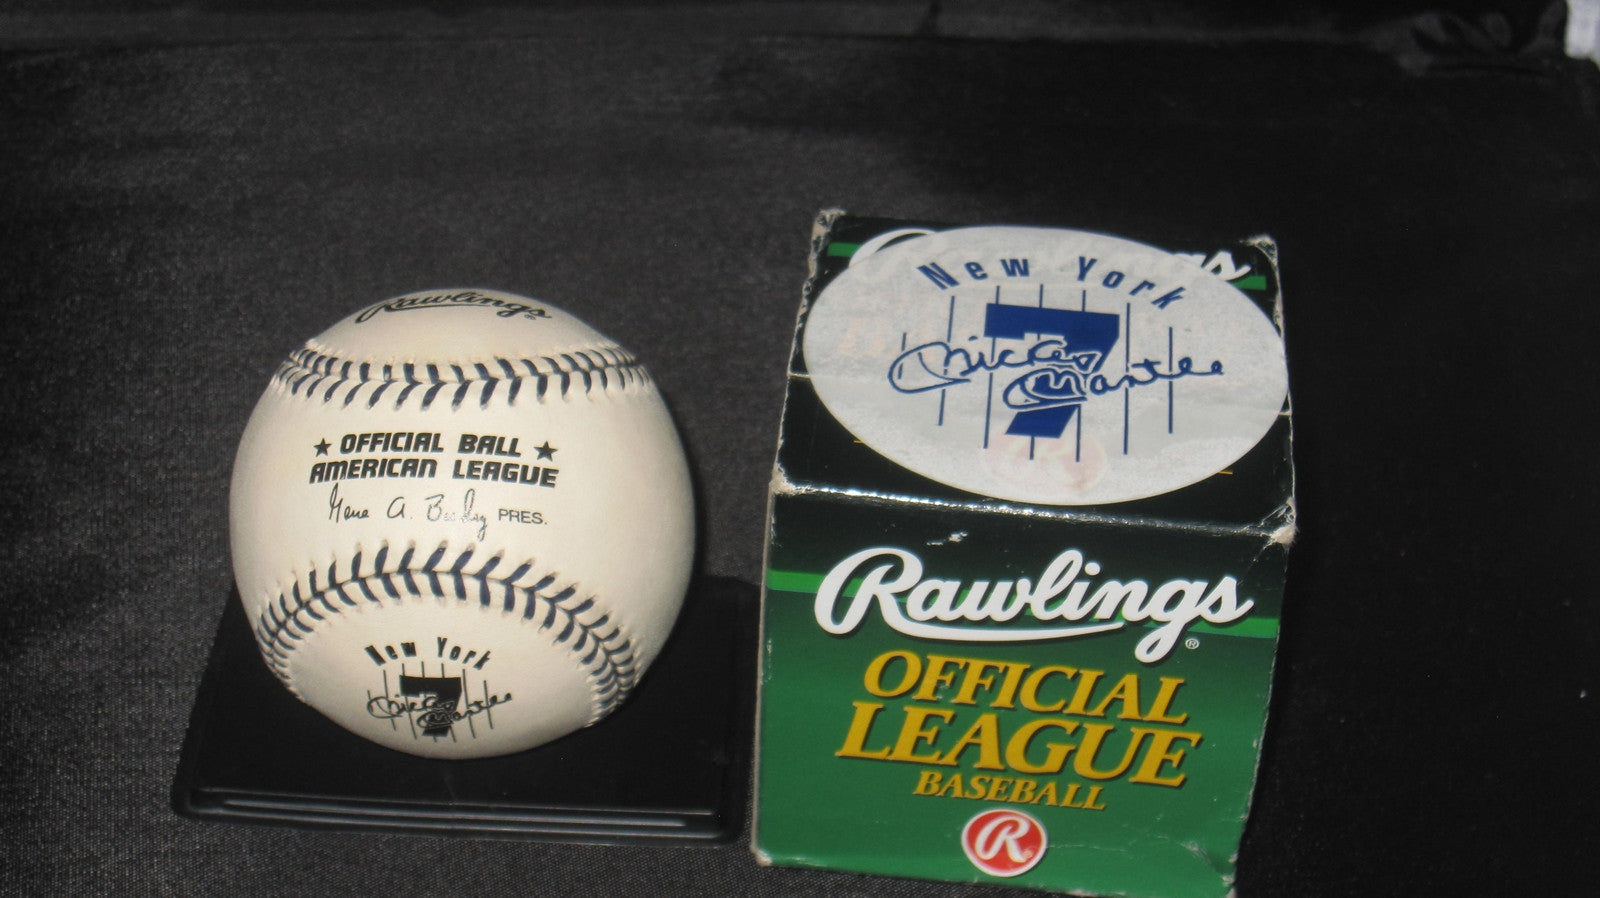 Rawlings
★ OFFICIAL BALL ★
AMERICAN LEAGUE
Gene A. Budig PRES.
New York
7
Mickey Mantle
New York
7
Mickey Mantle
Rawlings®
OFFICIAL
LEAGUE
BASEBALL
R